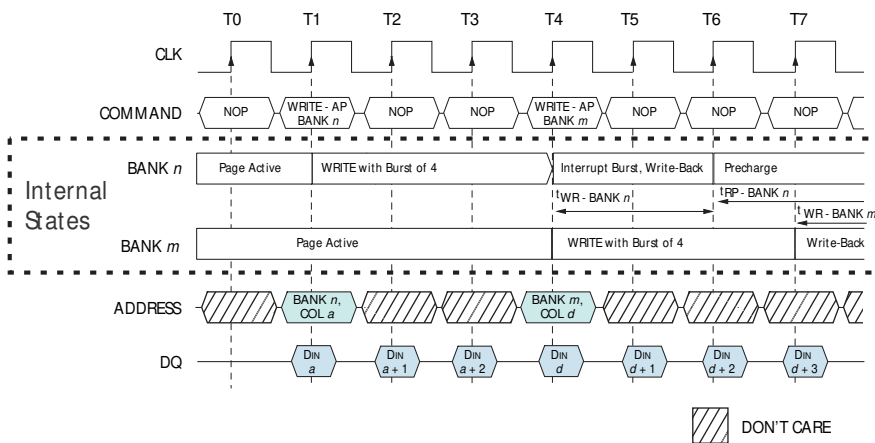 T0 T1 T2 T3 T4 T5 T6 T7
CLK
COMMAND NOP WRITE - AP BANK n NOP NOP WRITE - AP BANK m NOP NOP NOP
BANK n Page Active WRITE with Burst of 4 Interrupt Burst, Write-Back Precharge
Internal States
tWR - BANK n tRP - BANK n
t WR - BANK m
BANK m Page Active WRITE with Burst of 4 Write-Back
ADDRESS BANK n, COL a BANK m, COL d
DQ DIN a DIN a + 1 DIN a + 2 DIN d DIN d + 1 DIN d + 2 DIN d + 3
DON'T CARE